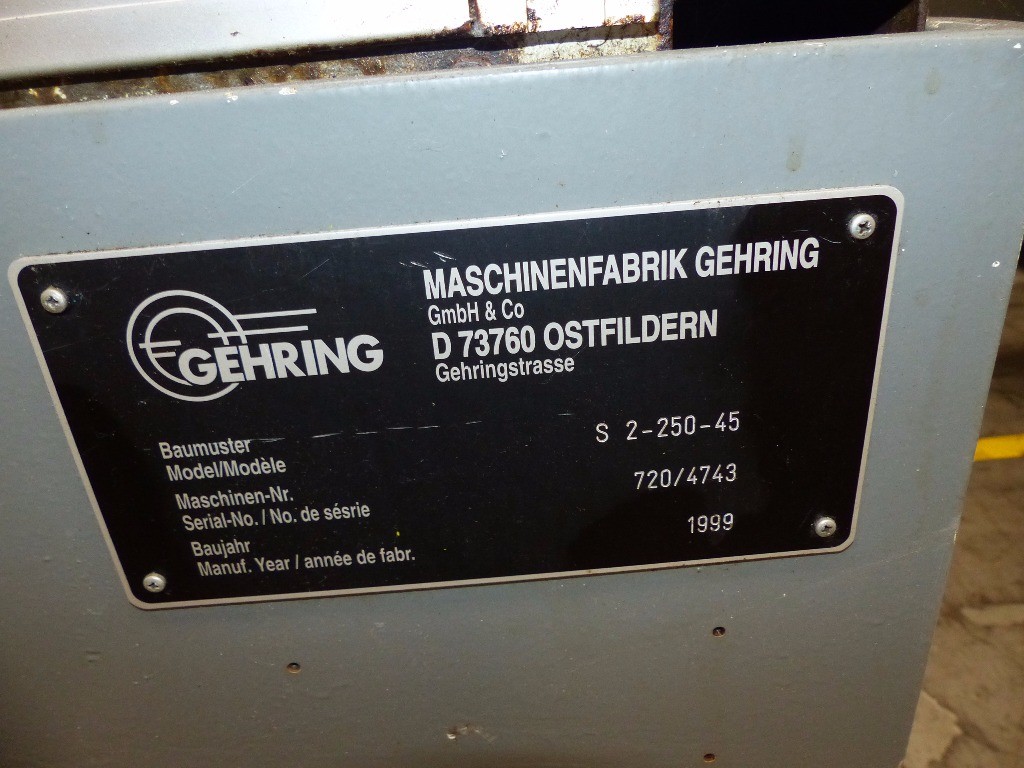 GEHRING
MASCHINENFABRIK GEHRING
GmbH & Co
D 73760 OSTFILDERN
Gehringstrasse
Baumuster
Model/Modèle
S 2-250-45
Maschinen-Nr.
Serial-No. / No. de sésrie
720/4743
Baujahr
Manuf. Year / année de fabr.
1999